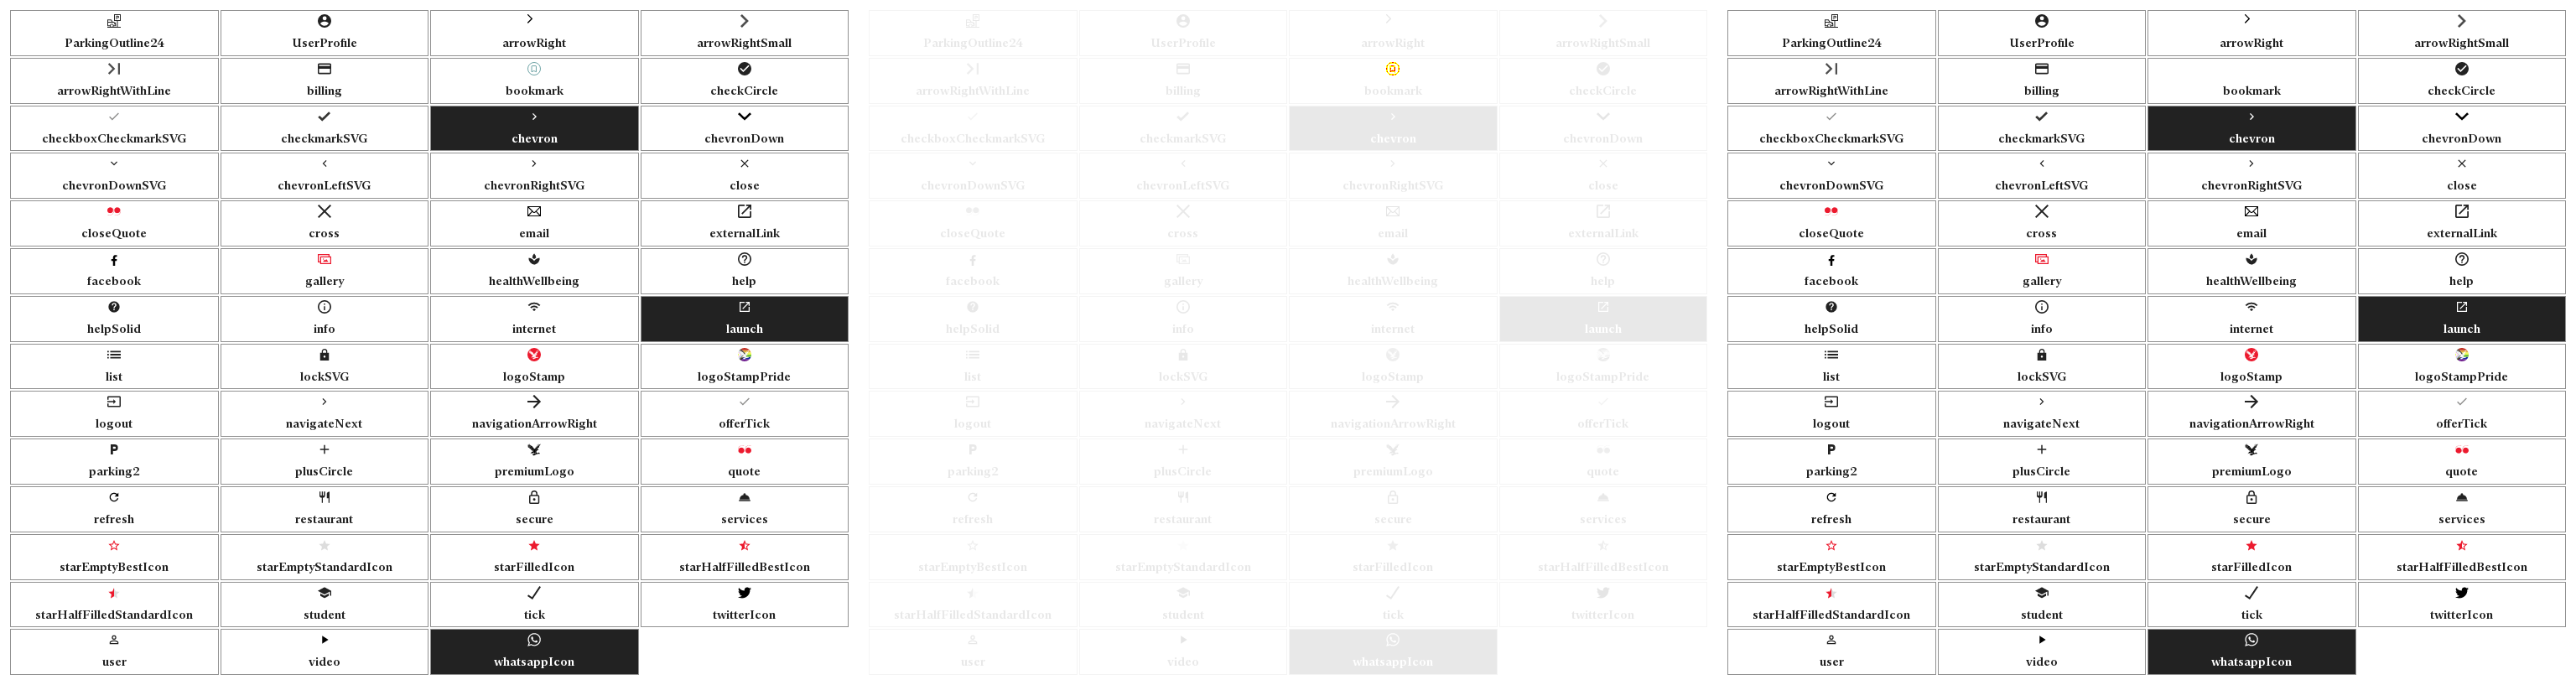 ParkingOutline24 UserProfile arrowRight arrowRightSmall ParkingOutline24 UserProfile arrowRight arrowRightSmall ParkingOutline24 UserProfile arrowRight arrowRightSmall
arrowRightWithLine billing bookmark checkCircle arrowRightWithLine billing bookmark checkCircle arrowRightWithLine billing bookmark checkCircle
checkboxCheckmarkSVG checkmarkSVG chevron chevronDown checkboxCheckmarkSVG checkmarkSVG chevron chevronDown checkboxCheckmarkSVG checkmarkSVG chevron chevronDown
chevronDownSVG chevronLeftSVG chevronRightSVG close chevronDownSVG chevronLeftSVG chevronRightSVG close chevronDownSVG chevronLeftSVG chevronRightSVG close
closeQuote cross email externalLink closeQuote cross email externalLink closeQuote cross email externalLink
facebook gallery healthWellbeing help facebook gallery healthWellbeing help facebook gallery healthWellbeing help
helpSolid info internet launch helpSolid info internet launch helpSolid info internet launch
list lockSVG logoStamp logoStampPride list lockSVG logoStamp logoStampPride list lockSVG logoStamp logoStampPride
logout navigateNext navigationArrowRight offerTick logout navigateNext navigationArrowRight offerTick logout navigateNext navigationArrowRight offerTick
parking2 plusCircle premiumLogo quote parking2 plusCircle premiumLogo quote parking2 plusCircle premiumLogo quote
refresh restaurant secure services refresh restaurant secure services refresh restaurant secure services
starEmptyBestIcon starEmptyStandardIcon starFilledIcon starHalfFilledBestIcon starEmptyBestIcon starEmptyStandardIcon starFilledIcon starHalfFilledBestIcon starEmptyBestIcon starEmptyStandardIcon starFilledIcon starHalfFilledBestIcon
starHalfFilledStandardIcon student tick twitterIcon starHalfFilledStandardIcon student tick twitterIcon starHalfFilledStandardIcon student tick twitterIcon
user video whatsappIcon user video whatsappIcon user video whatsappIcon